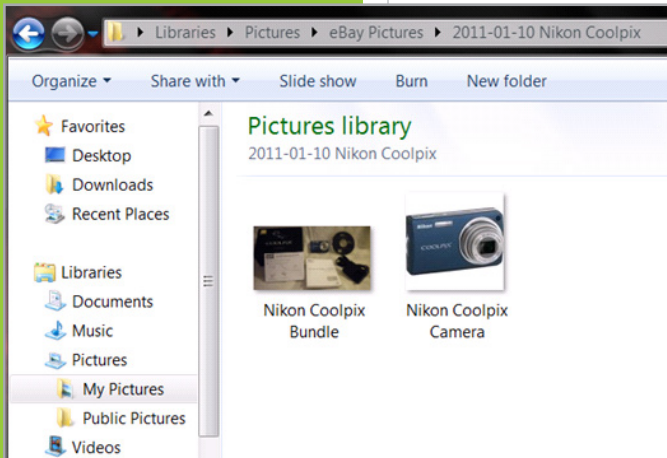 Libraries Pictures eBay Pictures 2011-01-10 Nikon Coolpix
Organize Share with Slide show Burn New folder
Favorites
Desktop
Downloads
Recent Places
Libraries
Documents
Music
Pictures
My Pictures
Public Pictures
Videos
Pictures library
2011-01-10 Nikon Coolpix
Nikon
COOLPIX
Nikon Coolpix
Bundle
Nikon Coolpix
Camera